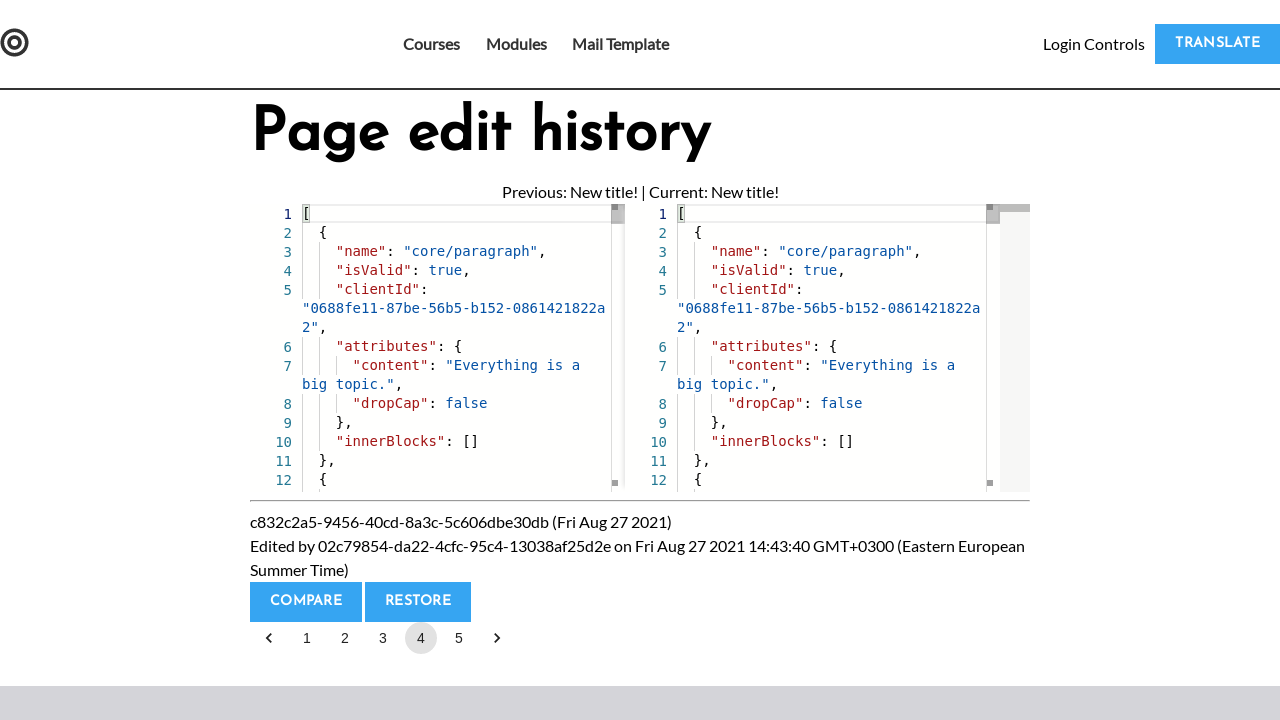 Courses Modules Mail Template Login Controls TRANSLATE
Page edit history
Previous: New title! | Current: New title!
1 [
2 {
3 "name": "core/paragraph",
4 "isValid": true,
5 "clientId":
"0688fe11-87be-56b5-b152-0861421822a
2",
6 "attributes": {
7 "content": "Everything is a
big topic.",
8 "dropCap": false
9 },
10 "innerBlocks": []
11 },
12 {
1 [
2 {
3 "name": "core/paragraph",
4 "isValid": true,
5 "clientId":
"0688fe11-87be-56b5-b152-0861421822a
2",
6 "attributes": {
7 "content": "Everything is a
big topic.",
8 "dropCap": false
9 },
10 "innerBlocks": []
11 },
12 {
c832c2a5-9456-40cd-8a3c-5c606dbe30db (Fri Aug 27 2021)
Edited by 02c79854-da22-4cfc-95c4-13038af25d2e on Fri Aug 27 2021 14:43:40 GMT+0300 (Eastern European
Summer Time)
COMPARE RESTORE
1 2 3 4 5